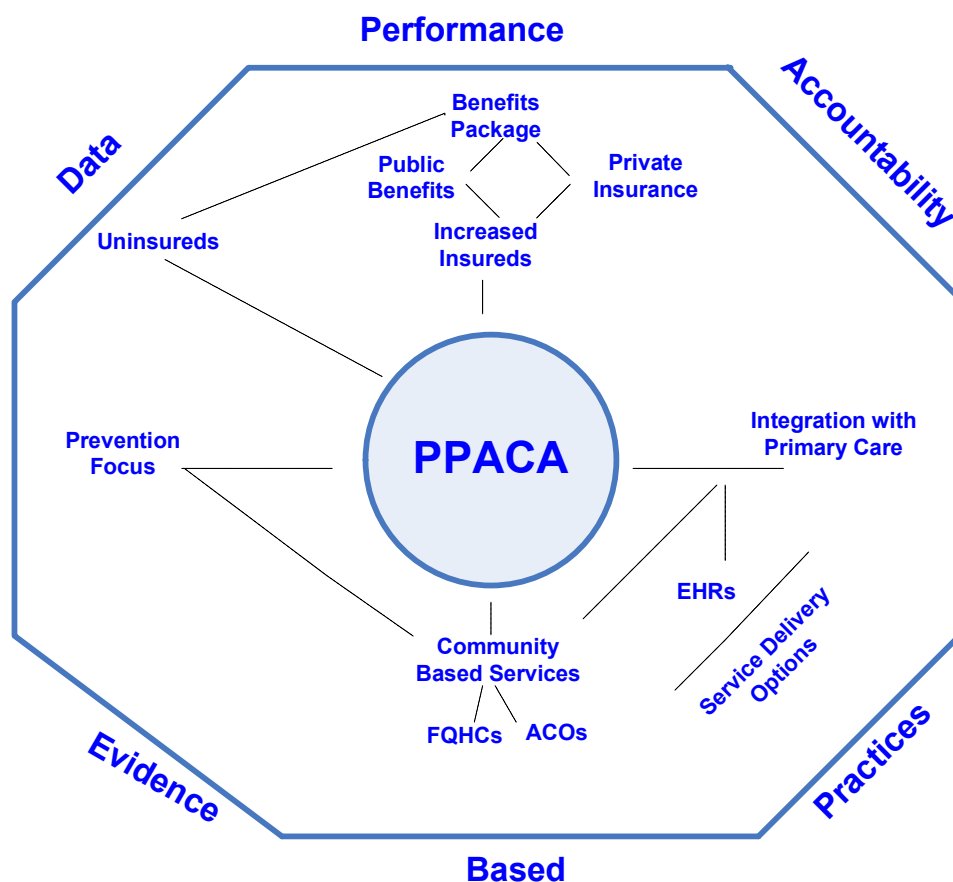 Performance
Accountability
Data
Benefits
Package
Public
Benefits
Private
Insurance
Uninsureds
Increased
Insureds
Prevention
Focus
PPACA
Integration with
Primary Care
EHRs
Service Delivery
Options
Community
Based Services
FQHCs
ACOs
Evidence
Based
Practices